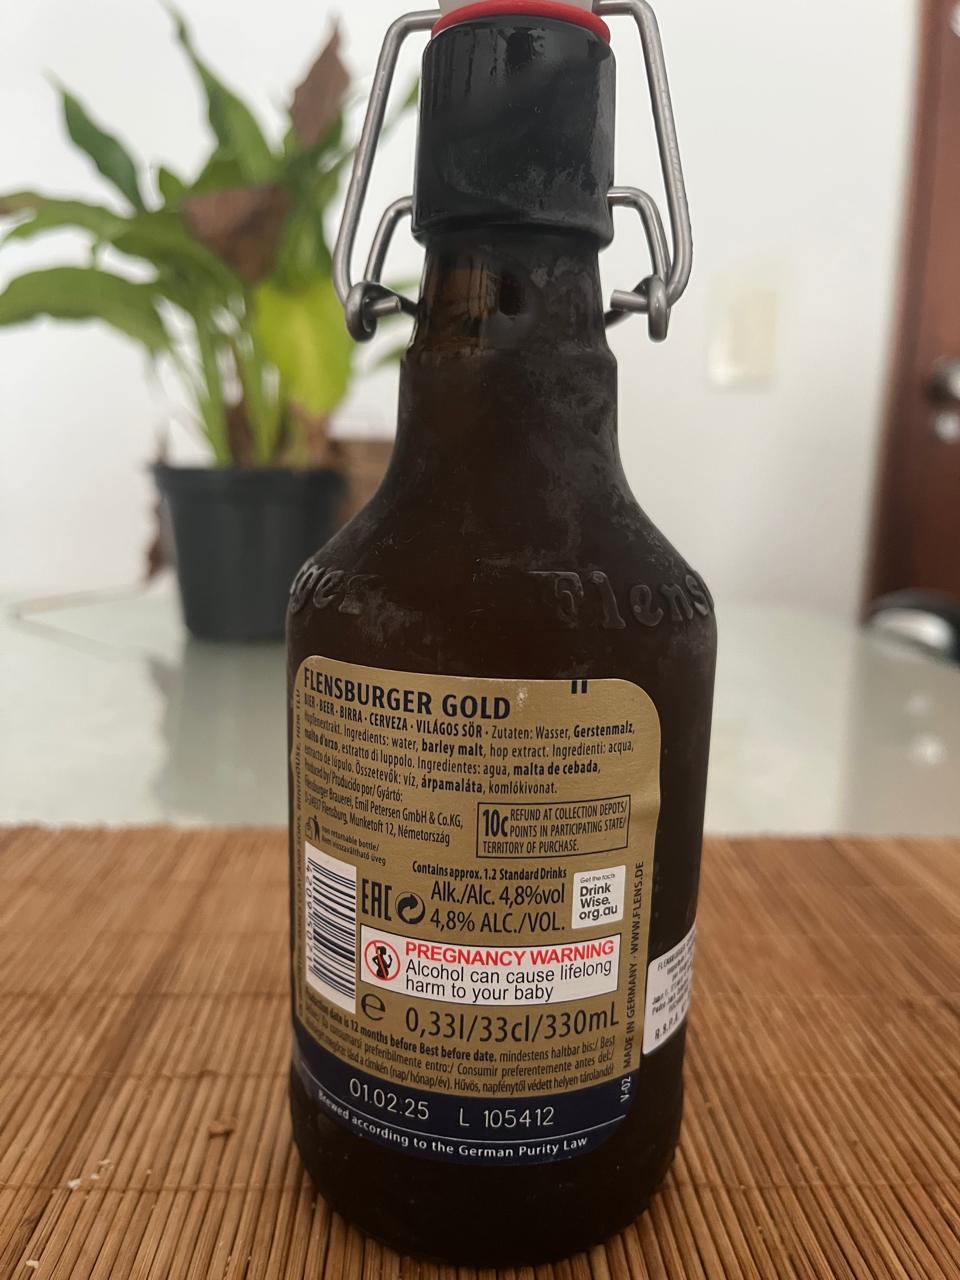 Flens
FLENSBURGER GOLD
BIER · BEER · BIRRA · CERVEZA · VILÁGOS SÖR · Zutaten: Wasser, Gerstenmalz,
Hopfenextrakt. Ingredients: water, barley malt, hop extract. Ingredienti: acqua,
malto d'orzo, estratto di luppolo. Ingredientes: agua, malta de cebada,
extracto de lúpulo. Összetevők: víz, árpamaláta, komlókivonat.
Produced by/ Producido por/ Gyártó:
Flensburger Brauerei, Emil Petersen GmbH & Co.KG,
D-24937 Flensburg, Munketoft 12, Németország
10c REFUND AT COLLECTION DEPOTS/
POINTS IN PARTICIPATING STATE/
TERRITORY OF PURCHASE.
non returnable bottle/
Nem visszaváltható üveg
Contains approx. 1.2 Standard Drinks
EAC
Alk./Alc. 4,8%vol
4,8% ALC./VOL.
Get the facts
Drink
Wise.
org.au
PREGNANCY WARNING
Alcohol can cause lifelong
harm to your baby
e 0,33l/33cl/330mL
Production date is 12 months before Best before date. mindestens haltbar bis:/ Best
consumarsi preferibilmente entro:/ Consumir preferentemente antes del:/
lásd a címkén (nap/hónap/év). Hűvös, napfénytől védett helyen tárolandó!
V-02 MADE IN GERMANY · WWW.FLENS.DE
01.02.25 L 105412
Brewed according to the German Purity Law